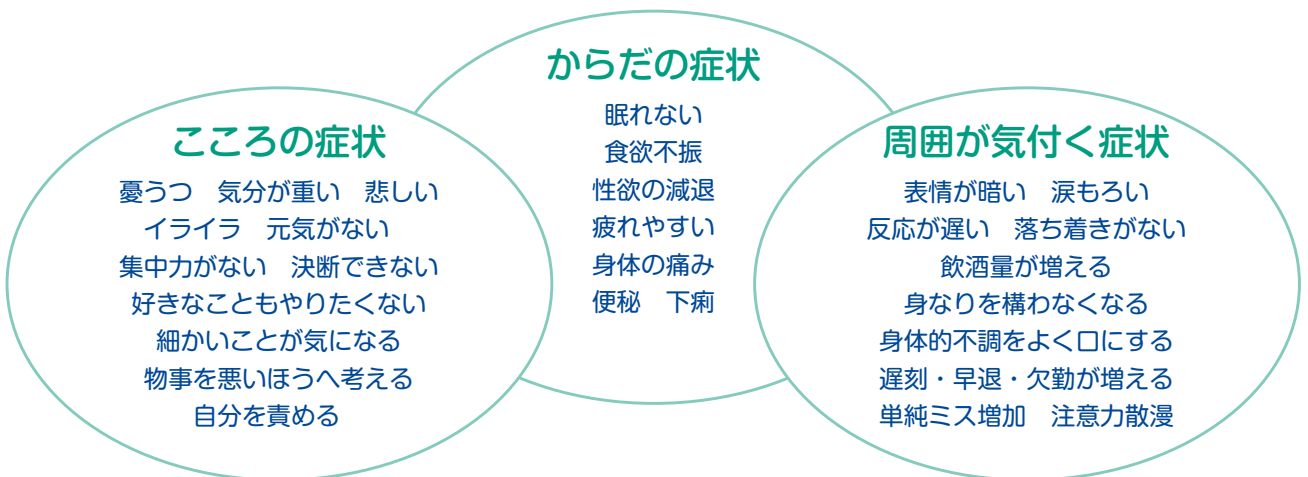 こころの症状
憂うつ　気分が重い　悲しい
イライラ　元気がない
集中力がない　決断できない
好きなこともやりたくない
細かいことが気になる
物事を悪いほうへ考える
自分を責める
からだの症状
眠れない
食欲不振
性欲の減退
疲れやすい
身体の痛み
便秘　下痢
周囲が気付く症状
表情が暗い　涙もろい
反応が遅い　落ち着きがない
飲酒量が増える
身なりを構わなくなる
身体的不調をよく口にする
遅刻・早退・欠勤が増える
単純ミス増加　注意力散漫